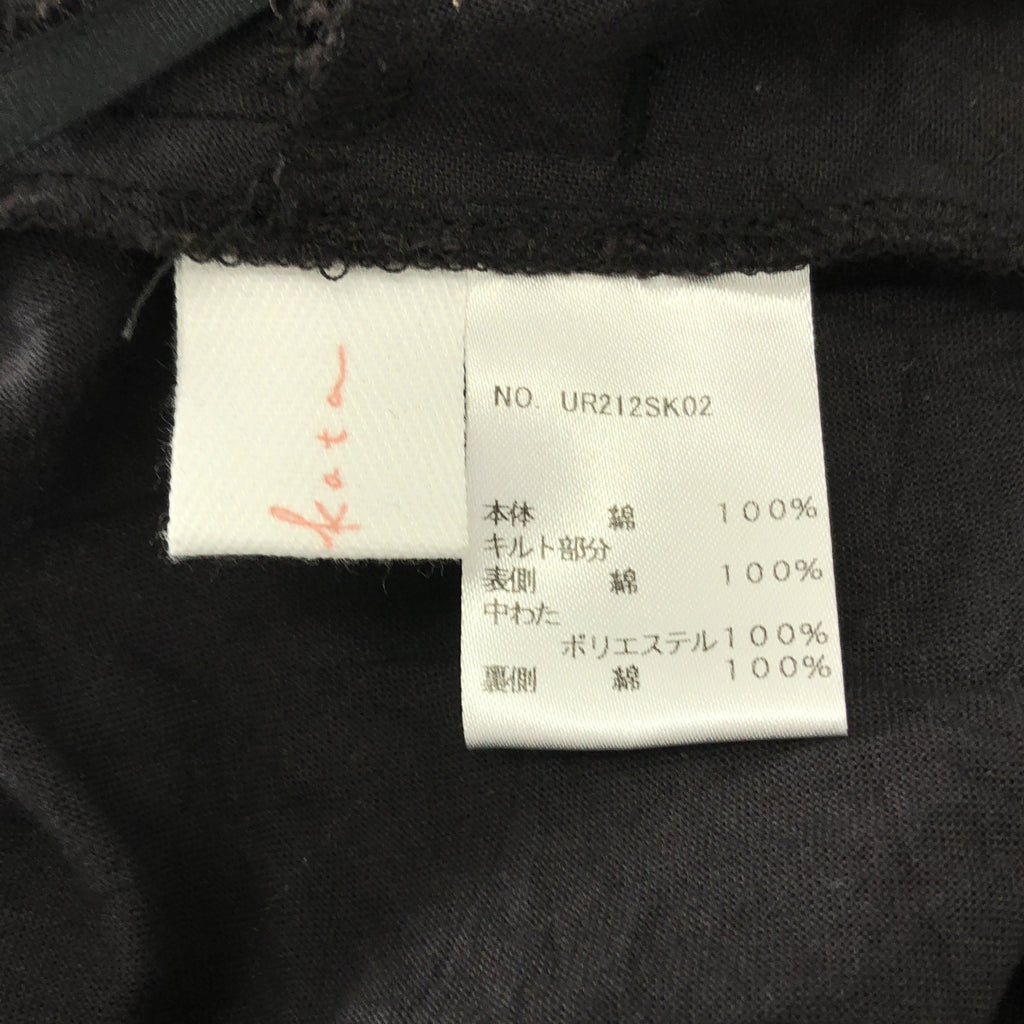 kata
NO. UR212SK02
本体 綿 100%
キルト部分
表側 綿 100%
中わた
ポリエステル100%
裏側 綿 100%